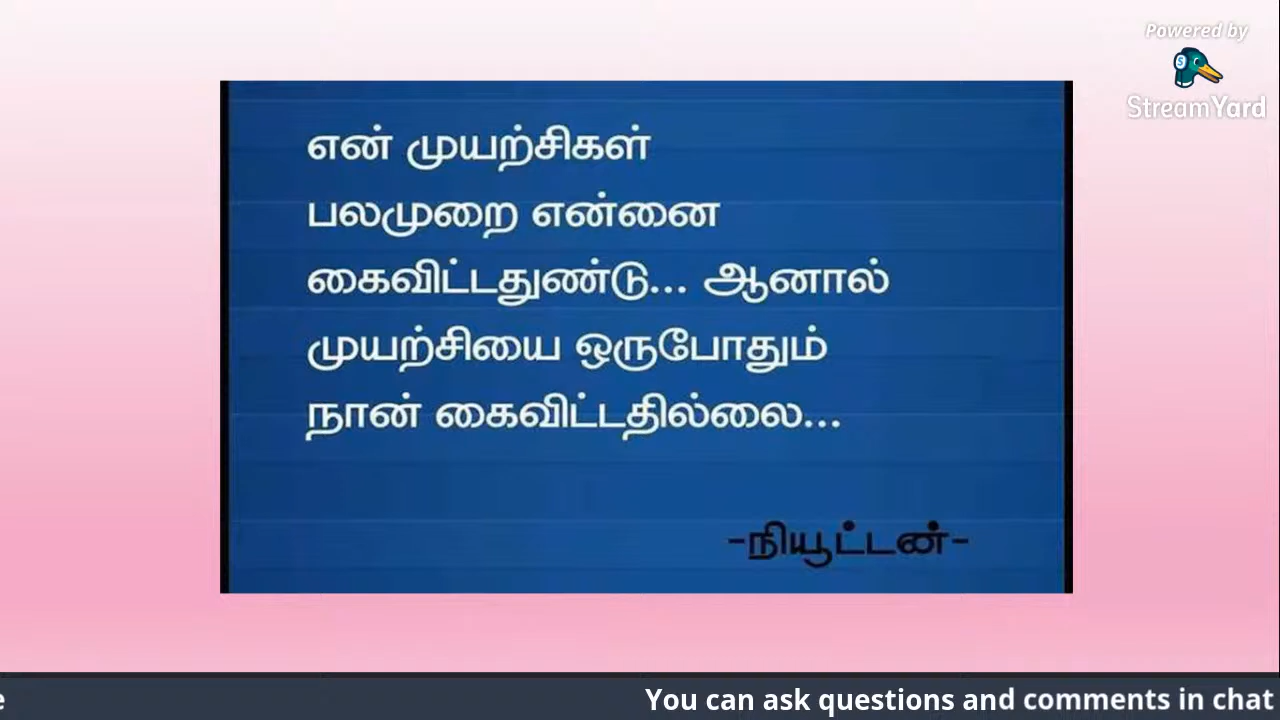 Powered by
StreamYard
என் முயற்சிகள்
பலமுறை என்னை
கைவிட்டதுண்டு... ஆனால்
முயற்சியை ஒருபோதும்
நான் கைவிட்டதில்லை...
-நியூட்டன்-
e You can ask questions and comments in chat